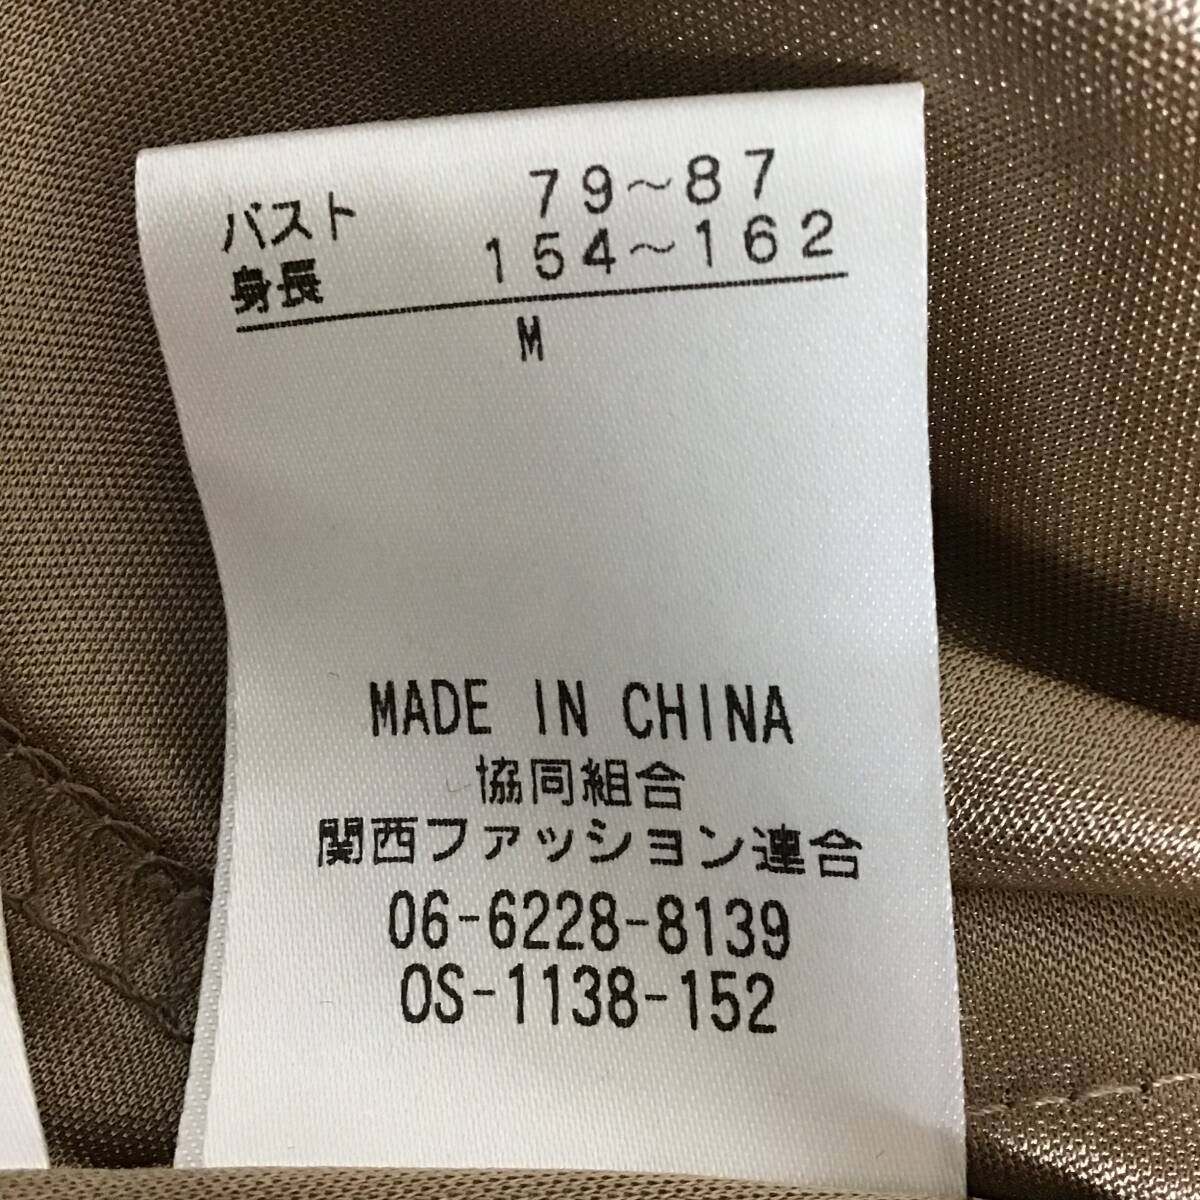 バスト 79～87
身長 154～162
M
MADE IN CHINA
協同組合
関西ファッション連合
06-6228-8139
OS-1138-152